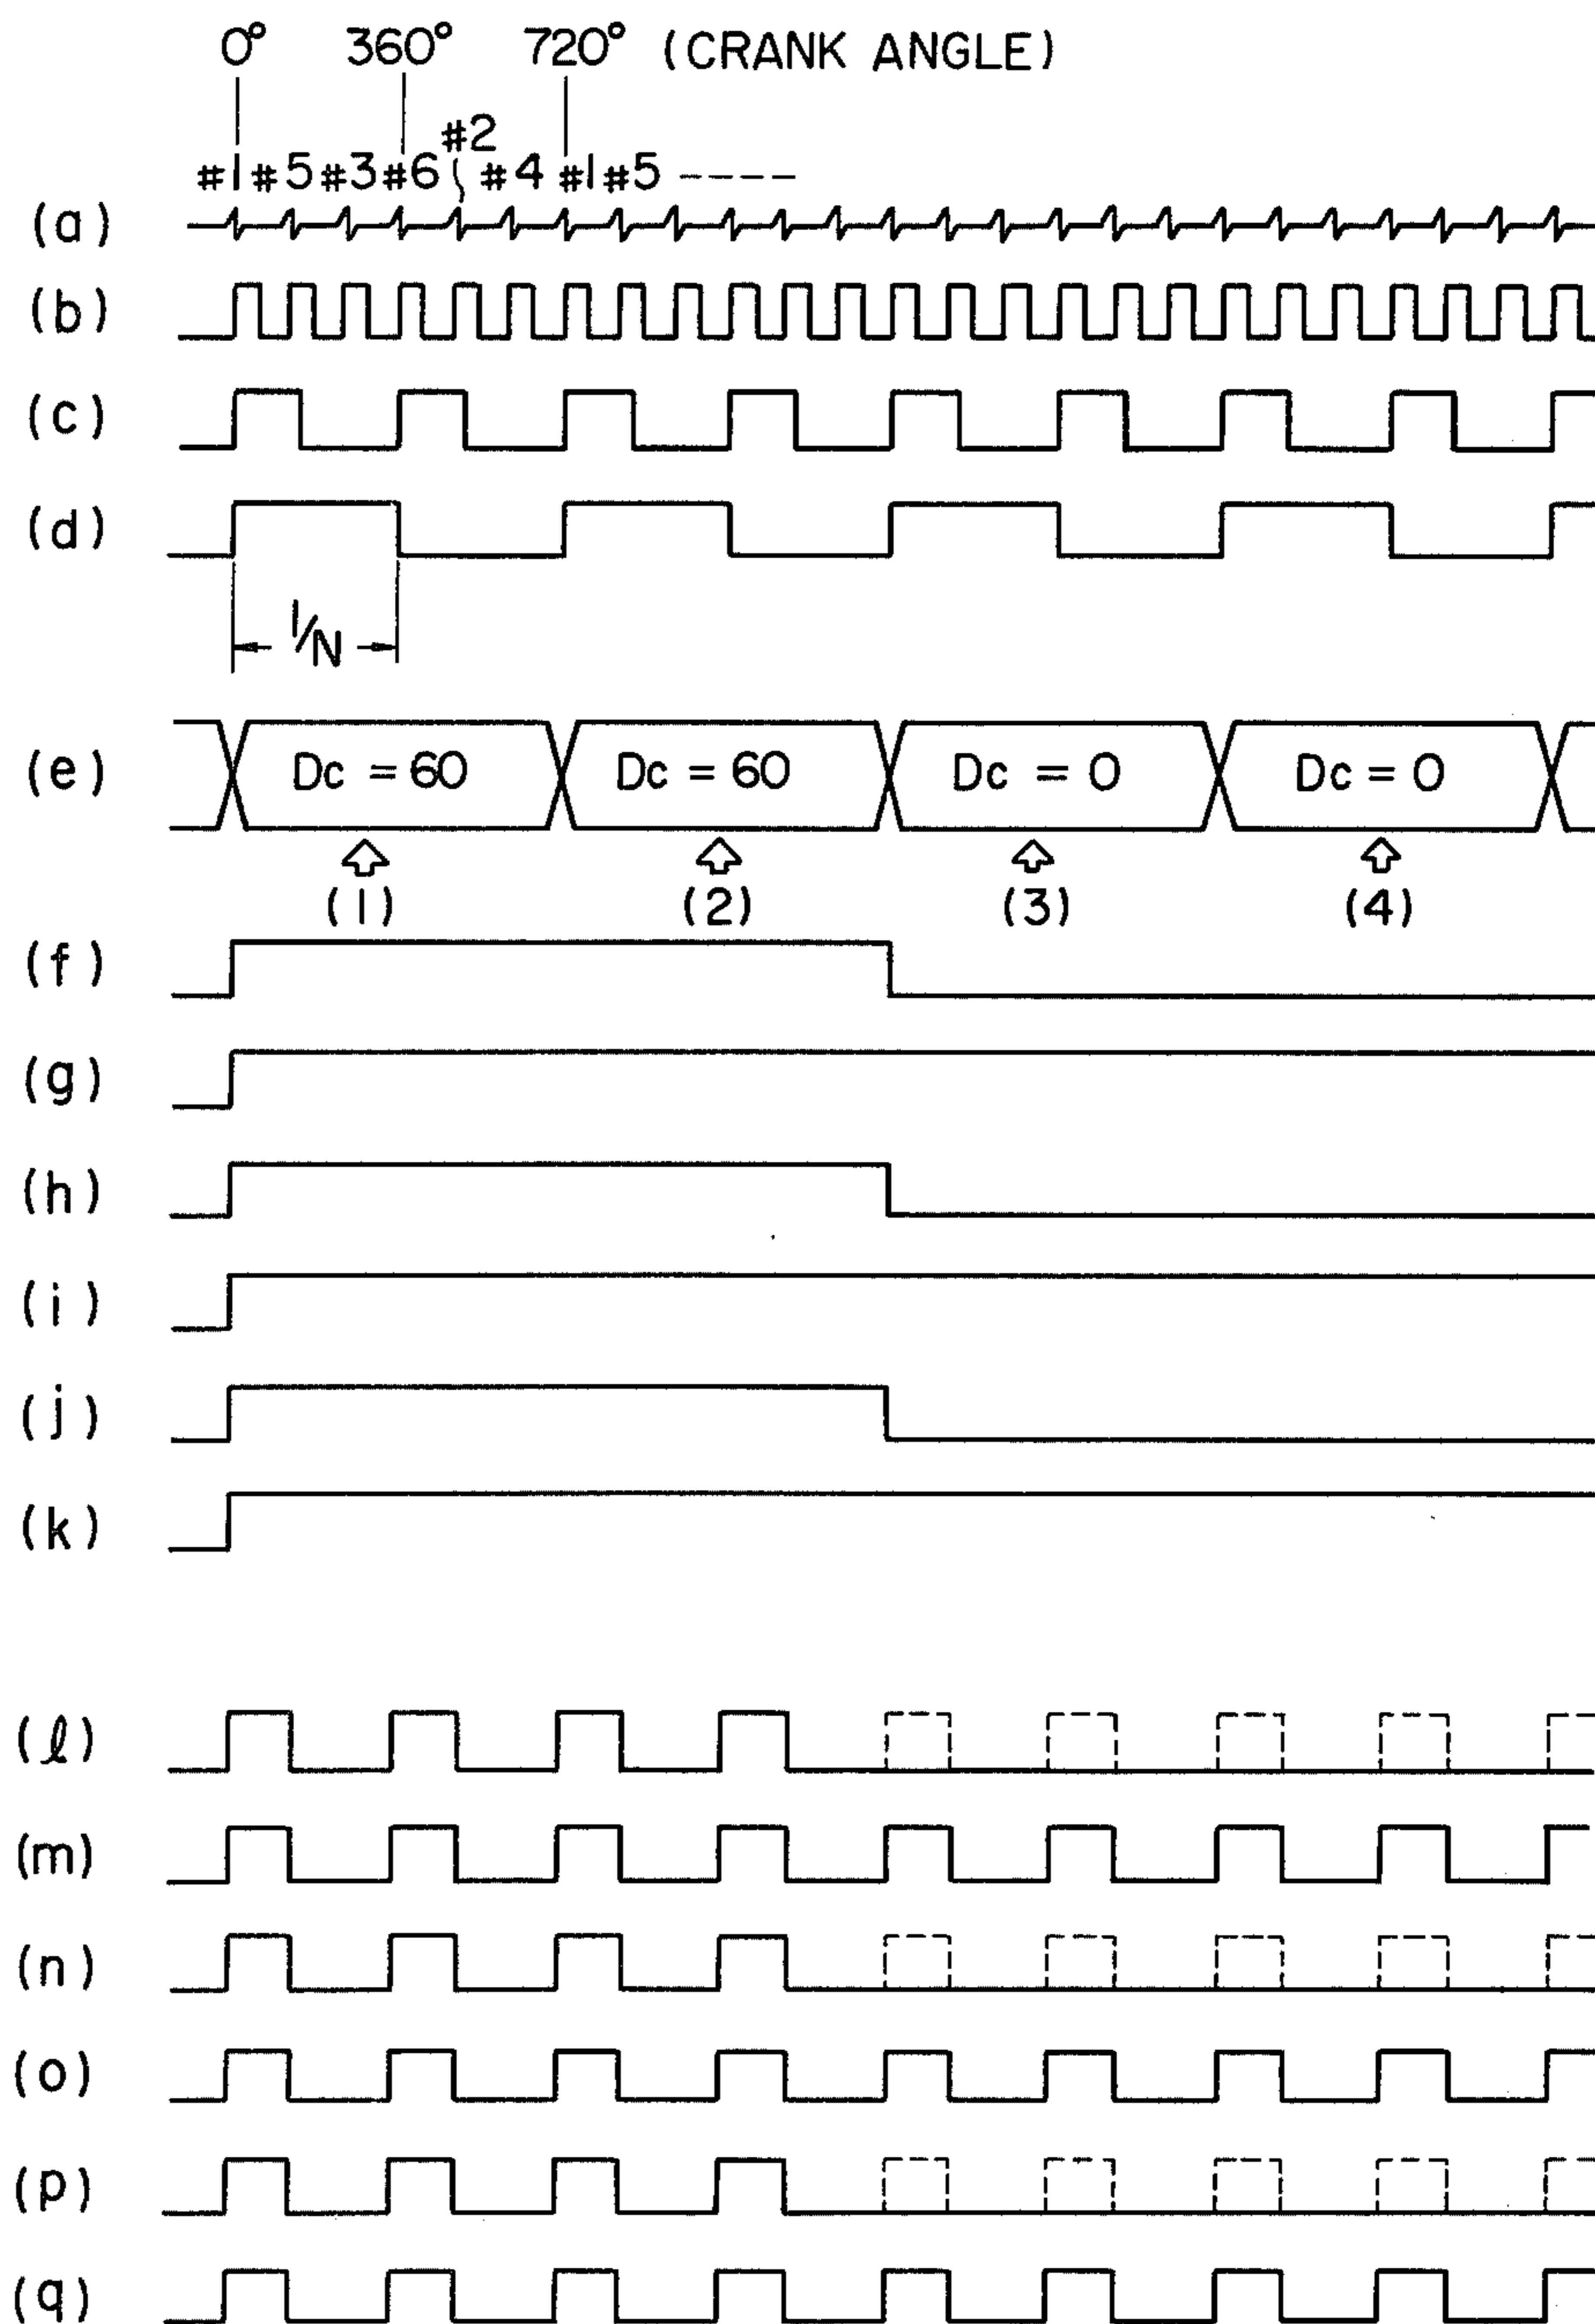 0° 360° 720° (CRANK ANGLE)
#2
#1 #5 #3 #6 #4 #1 #5 ----
(a)
(b)
(c)
(d)
1/N
(e) Dc = 60 Dc = 60 Dc = 0 Dc = 0
(1) (2) (3) (4)
(f)
(g)
(h)
(i)
(j)
(k)
(ℓ)
(m)
(n)
(o)
(p)
(q)